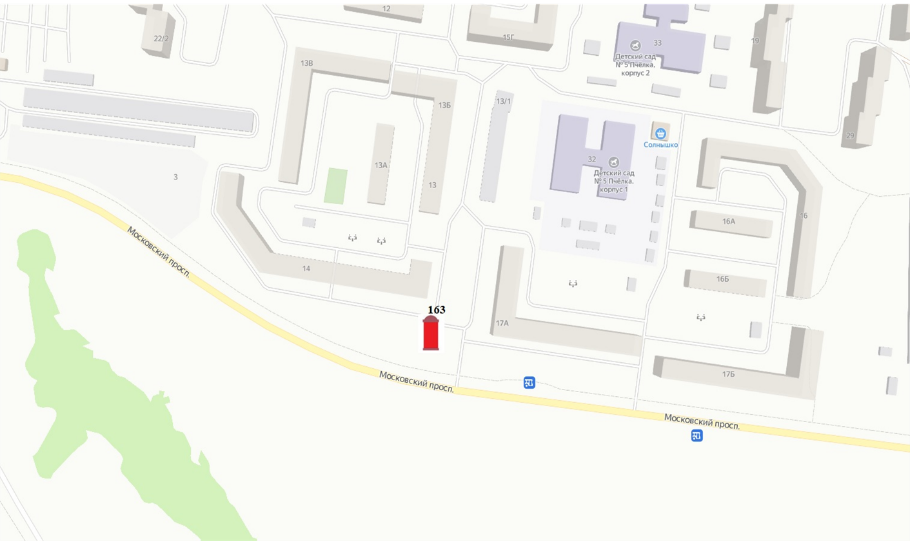 12
22/2
15Г
33
Детский сад
№ 5 Пчёлка,
корпус 2
13В
13Б
13/1
Солнышко
29
32
Детский сад
№ 5 Пчёлка,
корпус 1
13А
13
3
16А
16
Московский просп.
14
16Б
163
17А
17Б
Московский просп.
Московский просп.